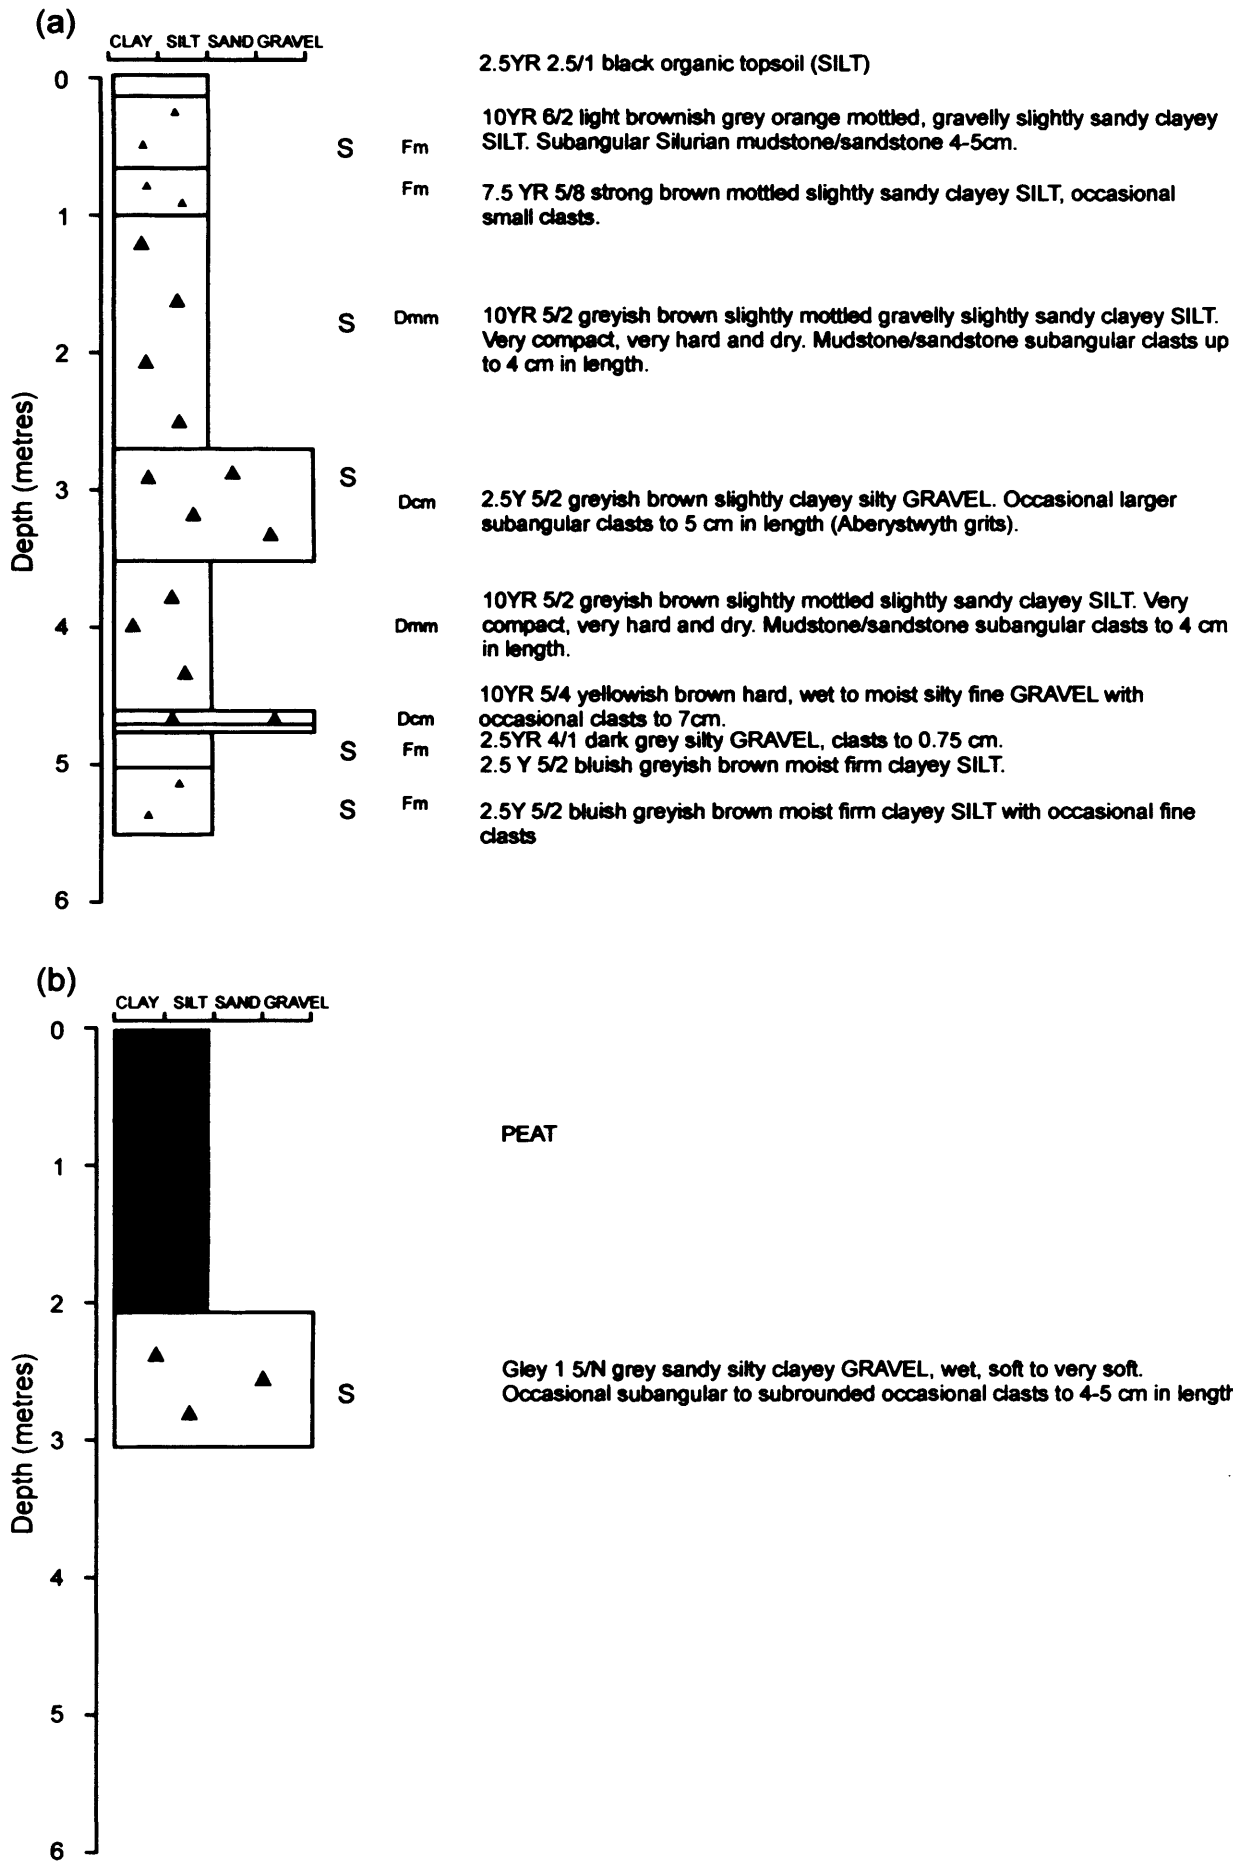 (a)
CLAY SILT SAND GRAVEL
2.5YR 2.5/1 black organic topsoil (SILT)
0
10YR 6/2 light brownish grey orange mottled, gravelly slightly sandy clayey
SILT. Subangular Silurian mudstone/sandstone 4-5cm.
S Fm
Fm
7.5 YR 5/8 strong brown mottled slightly sandy clayey SILT, occasional
small clasts.
1
S Dmm
10YR 5/2 greyish brown slightly mottled gravelly slightly sandy clayey SILT.
Very compact, very hard and dry. Mudstone/sandstone subangular clasts up
to 4 cm in length.
2
S
3
Dcm
2.5Y 5/2 greyish brown slightly clayey silty GRAVEL. Occasional larger
subangular clasts to 5 cm in length (Aberystwyth grits).
Depth (metres)
4
Dmm
10YR 5/2 greyish brown slightly mottled slightly sandy clayey SILT. Very
compact, very hard and dry. Mudstone/sandstone subangular clasts to 4 cm
in length.
10YR 5/4 yellowish brown hard, wet to moist silty fine GRAVEL with
occasional clasts to 7cm.
Dcm
2.5YR 4/1 dark grey silty GRAVEL, clasts to 0.75 cm.
S Fm
2.5 Y 5/2 bluish greyish brown moist firm clayey SILT.
5
S Fm
2.5Y 5/2 bluish greyish brown moist firm clayey SILT with occasional fine
clasts
6
(b)
CLAY SILT SAND GRAVEL
0
PEAT
1
2
Gley 1 5/N grey sandy silty clayey GRAVEL, wet, soft to very soft.
Occasional subangular to subrounded occasional clasts to 4-5 cm in length
S
3
Depth (metres)
4
5
6